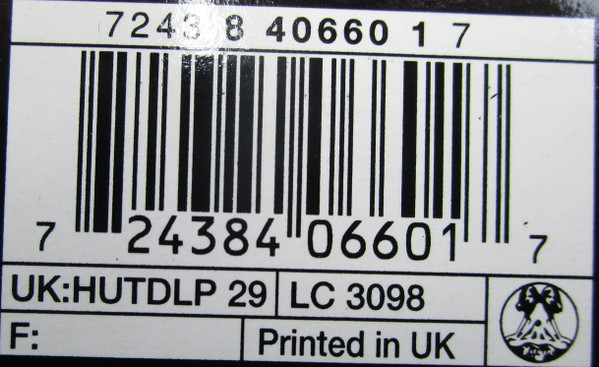 7243 8 40660 1 7
7 24384 06601 7
UK:HUTDLP 29 LC 3098
F: Printed in UK